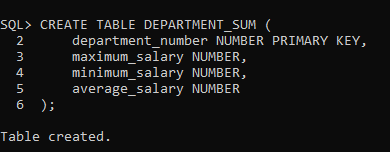 SQL> CREATE TABLE DEPARTMENT_SUM (
  2      department_number NUMBER PRIMARY KEY,
  3      maximum_salary NUMBER,
  4      minimum_salary NUMBER,
  5      average_salary NUMBER
  6  );
Table created.